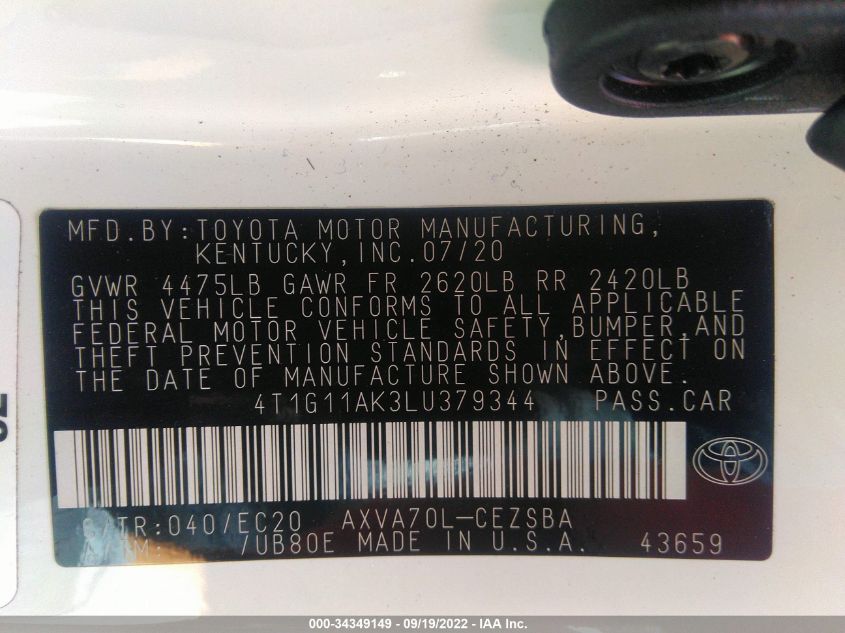 MFD.BY:TOYOTA MOTOR MANUFACTURING,
KENTUCKY,INC.07/20
GVWR 4475LB GAWR FR 2620LB RR 2420LB
THIS VEHICLE CONFORMS TO ALL APPLICABLE
FEDERAL MOTOR VEHICLE SAFETY,BUMPER,AND
THEFT PREVENTION STANDARDS IN EFFECT ON
THE DATE OF MANUFACTURE SHOWN ABOVE.
4T1G11AK3LU379344 PASS.CAR
C/TR:040/EC20 AXVA70L-CEZSBA
/UB80E MADE IN U.S.A. 43659
000-34349149 - 09/19/2022 - IAA Inc.